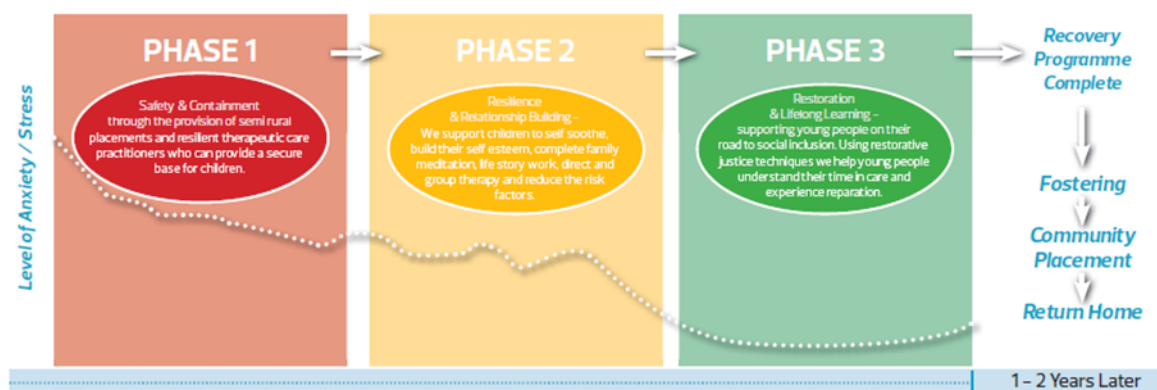 Level of Anxiety / Stress
PHASE 1
Safety & Containment
through the provision of semi rural
placements and resilient therapeutic care
practitioners who can provide a secure
base for children.
PHASE 2
Resilience
& Relationship Building –
We support children to self soothe,
build their self esteem, complete family
meditation, life story work, direct and
group therapy and reduce the risk
factors.
PHASE 3
Restoration
& Lifelong Learning –
supporting young people on their
road to social inclusion. Using restorative
justice techniques we help young people
understand their time in care and
experience reparation.
Recovery
Programme
Complete
Fostering
Community
Placement
Return Home
1 – 2 Years Later